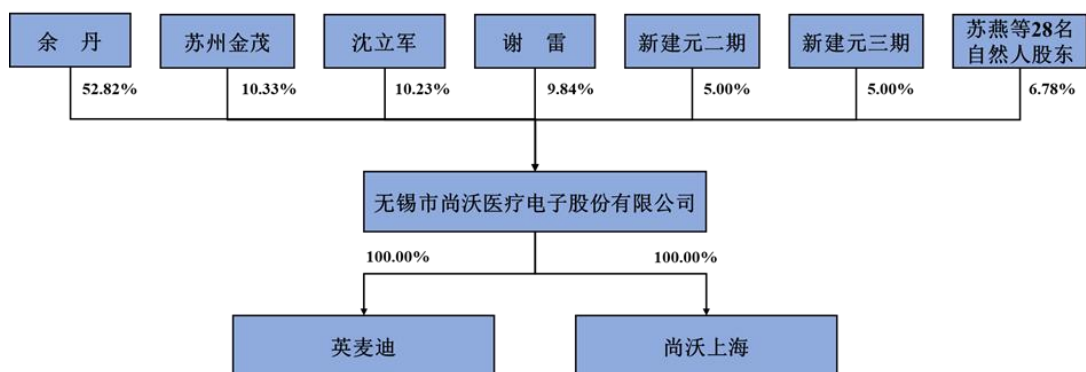 余 丹
苏州金茂
沈立军
谢 雷
新建元二期
新建元三期
苏燕等28名
自然人股东
52.82%
10.33%
10.23%
9.84%
5.00%
5.00%
6.78%
无锡市尚沃医疗电子股份有限公司
100.00%
100.00%
英麦迪
尚沃上海